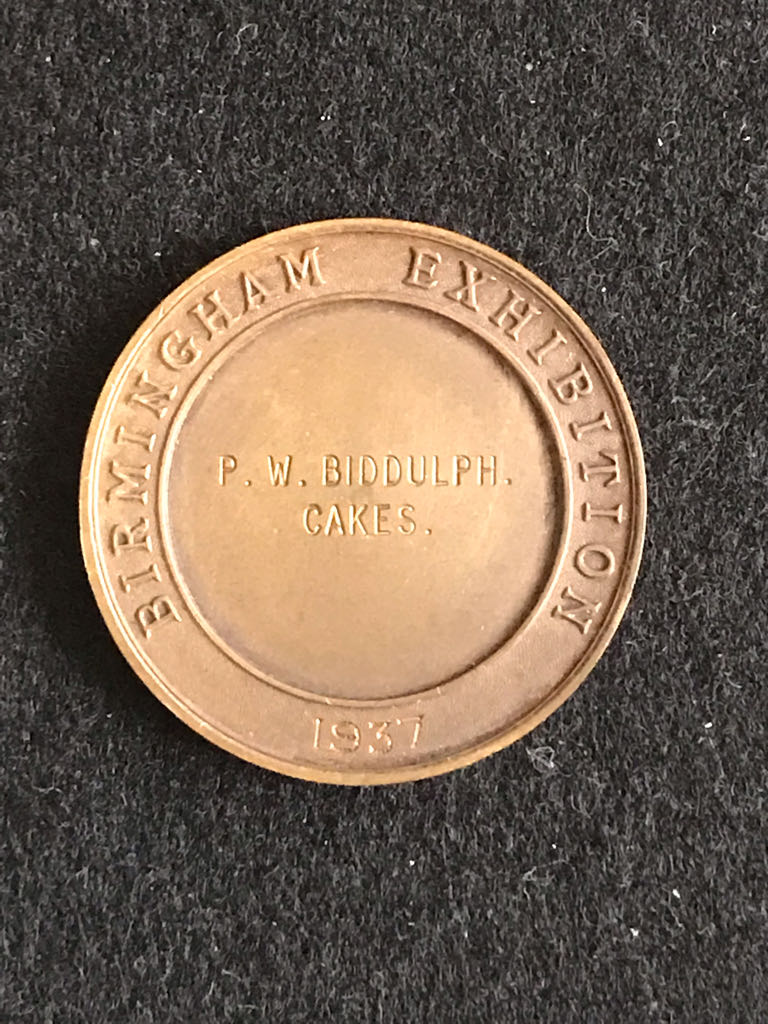 BIRMINGHAM EXHIBITION
P. W. BIDDULPH.
CAKES.
1937